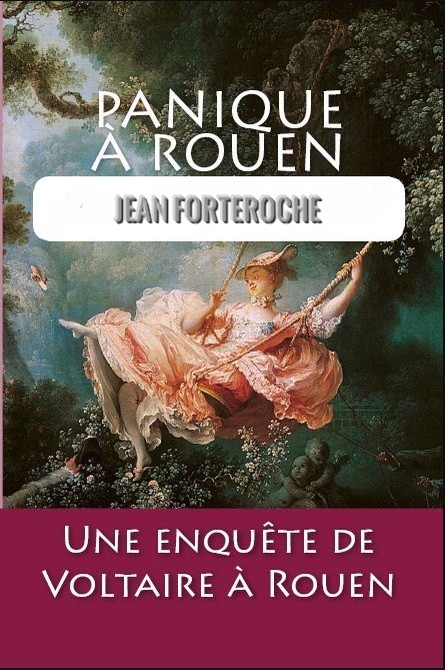 PANIQUE
À ROUEN
JEAN FORTEROCHE
UNE ENQUÊTE DE
VOLTAIRE À ROUEN